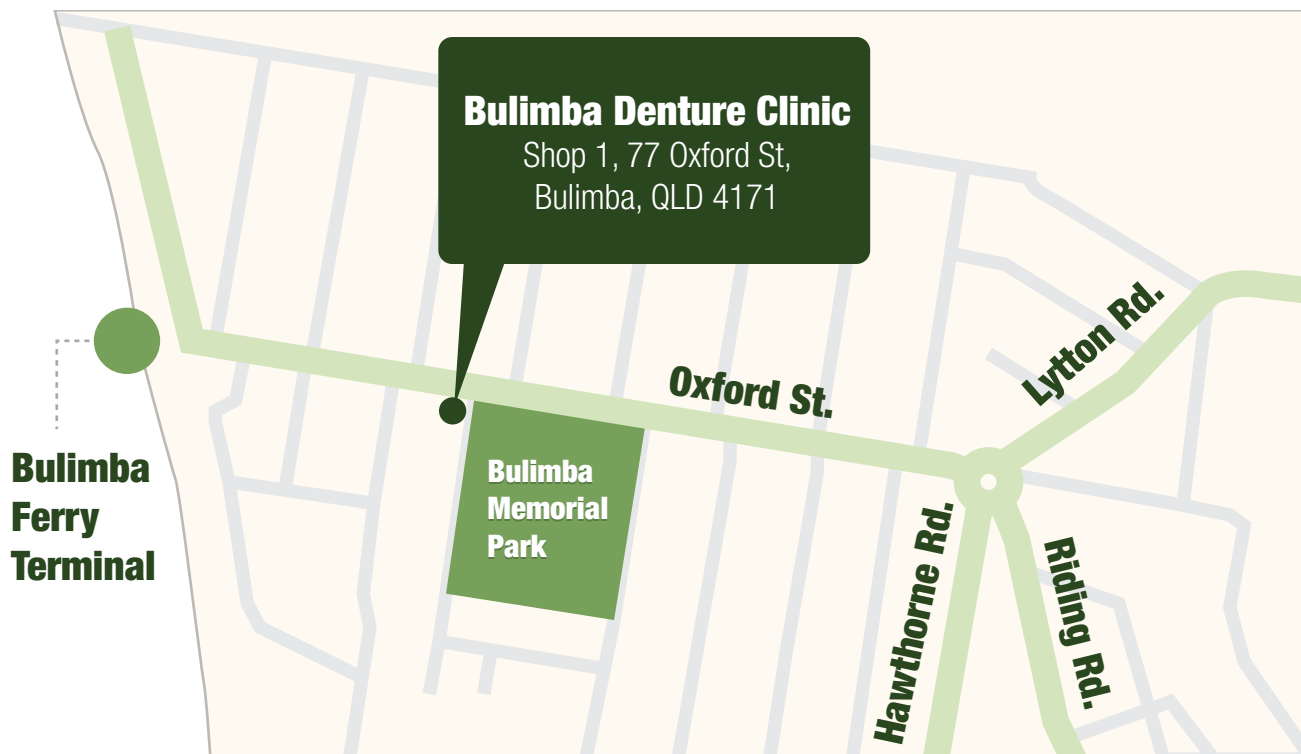 Bulimba Denture Clinic
Shop 1, 77 Oxford St,
Bulimba, QLD 4171
Lytton Rd.
Oxford St.
Bulimba
Ferry
Terminal
Bulimba
Memorial
Park
Hawthorne Rd.
Riding Rd.